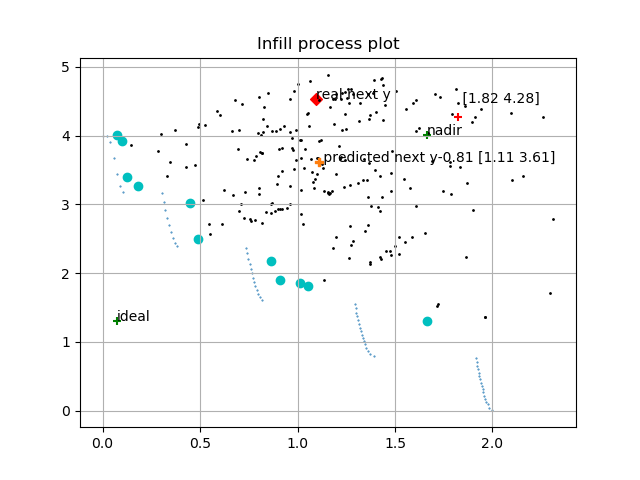 Infill process plot
5
real next y
[1.82 4.28]
4
nadir
predicted next y-0.81 [1.11 3.61]
3
2
ideal
1
0
0.0 0.5 1.0 1.5 2.0